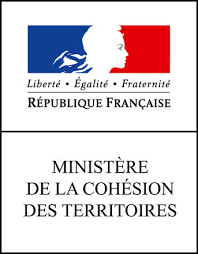 Liberté • Égalité • Fraternité
RÉPUBLIQUE FRANÇAISE
MINISTÈRE
DE LA COHÉSION
DES TERRITOIRES